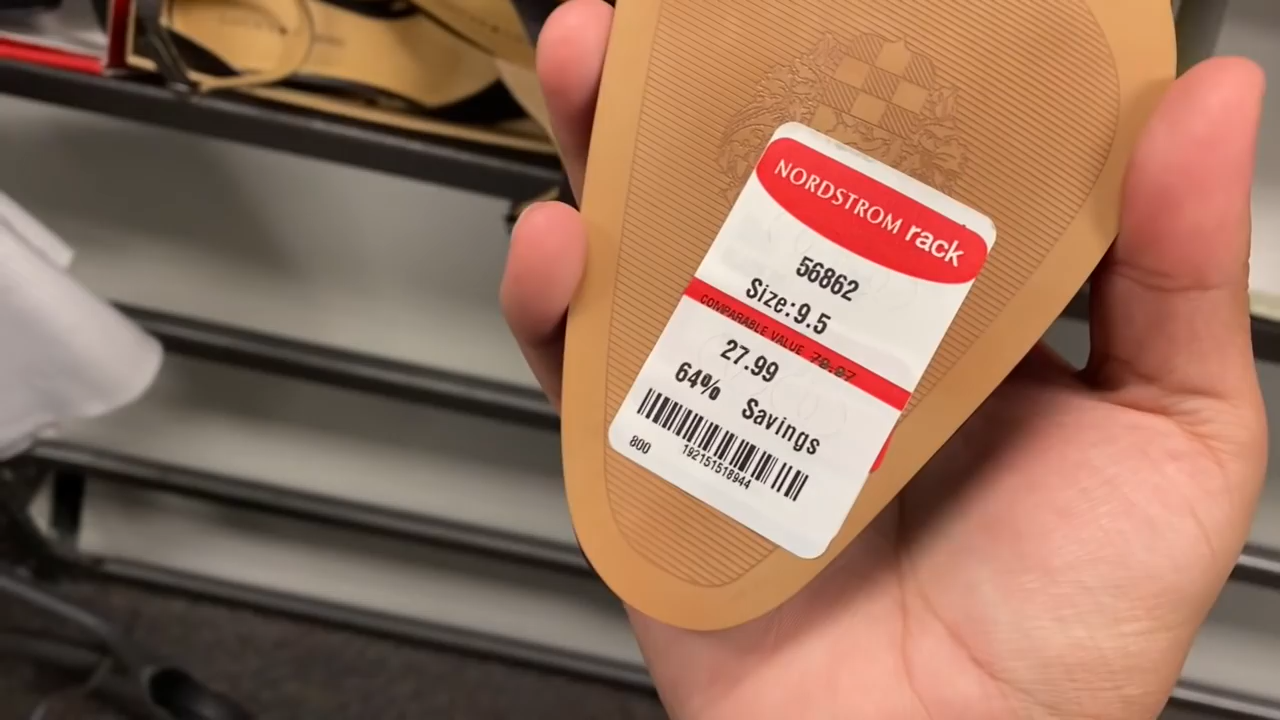 NORDSTROM rack
56862
Size:9.5
COMPARABLE VALUE
27.99
64% Savings
192151518944
800